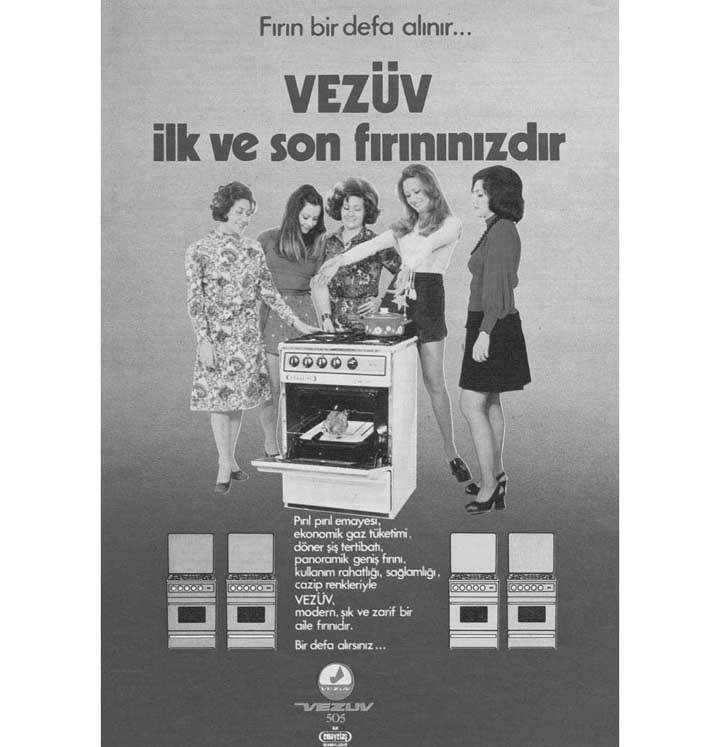 Fırın bir defa alınır...
VEZÜV
ilk ve son fırınınızdır
Pırıl pırıl emayesi,
ekonomik gaz tüketimi,
döner şiş tertibatı,
panoramik geniş fırını,
kullanım rahatlığı, sağlamlığı,
cazip renkleriyle
VEZÜV,
modern, şık ve zarif bir
aile fırınıdır.
Bir defa alırsınız...
VEZÜV
VEZUV
505
emayetaş